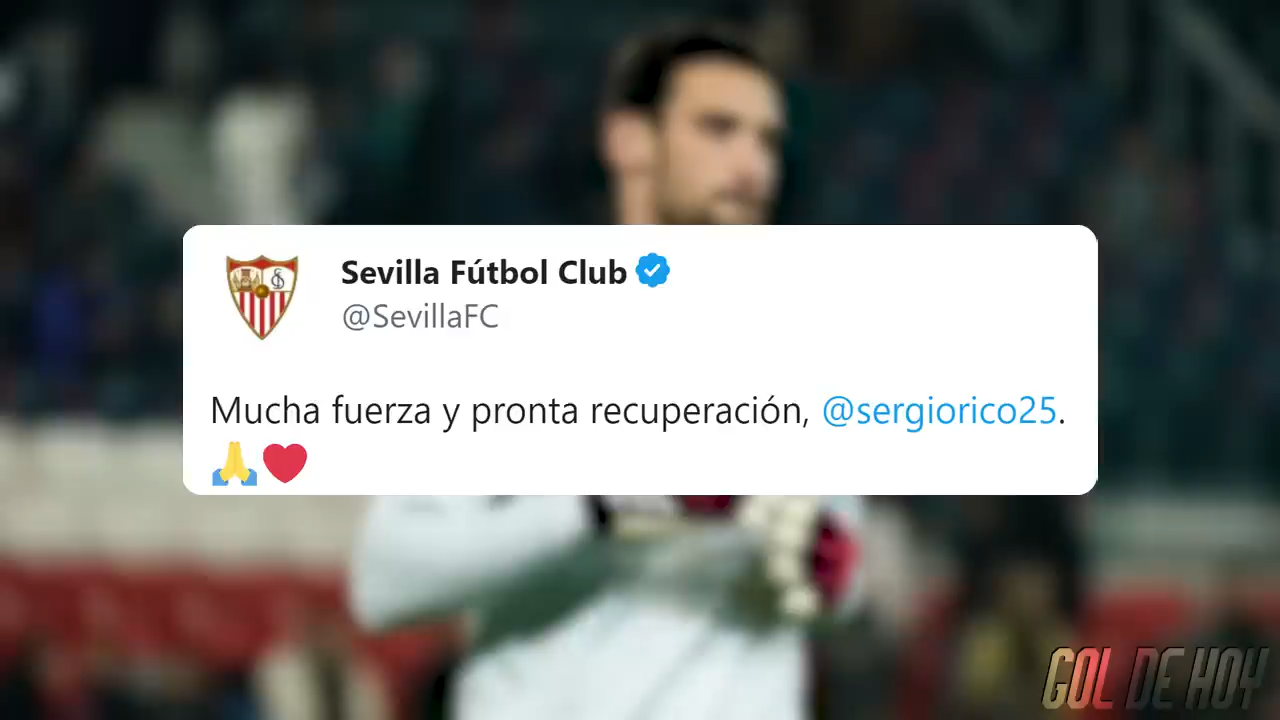 Sevilla Fútbol Club
@SevillaFC
Mucha fuerza y pronta recuperación, @sergiorico25.
🙏❤️
GOL DE HOY